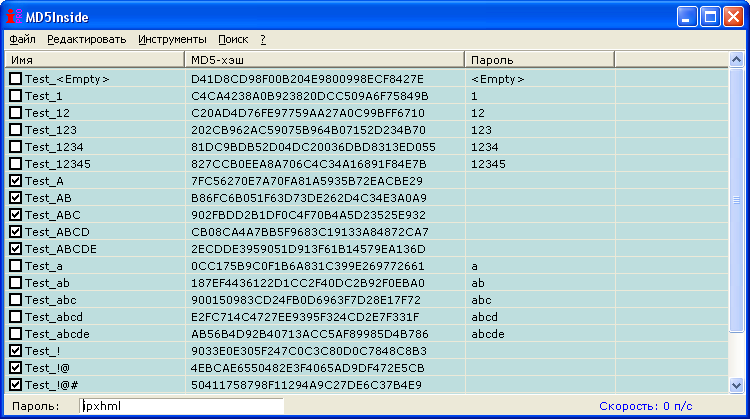 MD5Inside
Файл Редактировать Инструменты Поиск ?
Имя MD5-хэш Пароль
Test_<Empty> D41D8CD98F00B204E9800998ECF8427E <Empty>
Test_1 C4CA4238A0B923820DCC509A6F75849B 1
Test_12 C20AD4D76FE97759AA27A0C99BFF6710 12
Test_123 202CB962AC59075B964B07152D234B70 123
Test_1234 81DC9BDB52D04DC20036DBD8313ED055 1234
Test_12345 827CCB0EEA8A706C4C34A16891F84E7B 12345
Test_A 7FC56270E7A70FA81A5935B72EACBE29
Test_AB B86FC6B051F63D73DE262D4C34E3A0A9
Test_ABC 902FBDD2B1DF0C4F70B4A5D23525E932
Test_ABCD CB08CA4A7BB5F9683C19133A84872CA7
Test_ABCDE 2ECDDE3959051D913F61B14579EA136D
Test_a 0CC175B9C0F1B6A831C399E269772661 a
Test_ab 187EF4436122D1CC2F40DC2B92F0EBA0 ab
Test_abc 900150983CD24FB0D6963F7D28E17F72 abc
Test_abcd E2FC714C4727EE9395F324CD2E7F331F abcd
Test_abcde AB56B4D92B40713ACC5AF89985D4B786 abcde
Test_! 9033E0E305F247C0C3C80D0C7848C8B3
Test_!@ 4EBCAE6550482E3F4065AD9DF472E5CB
Test_!@# 50411758798F11294A9C27DE6C37B4E9
Пароль: jpxhml Скорость: 0 п/с